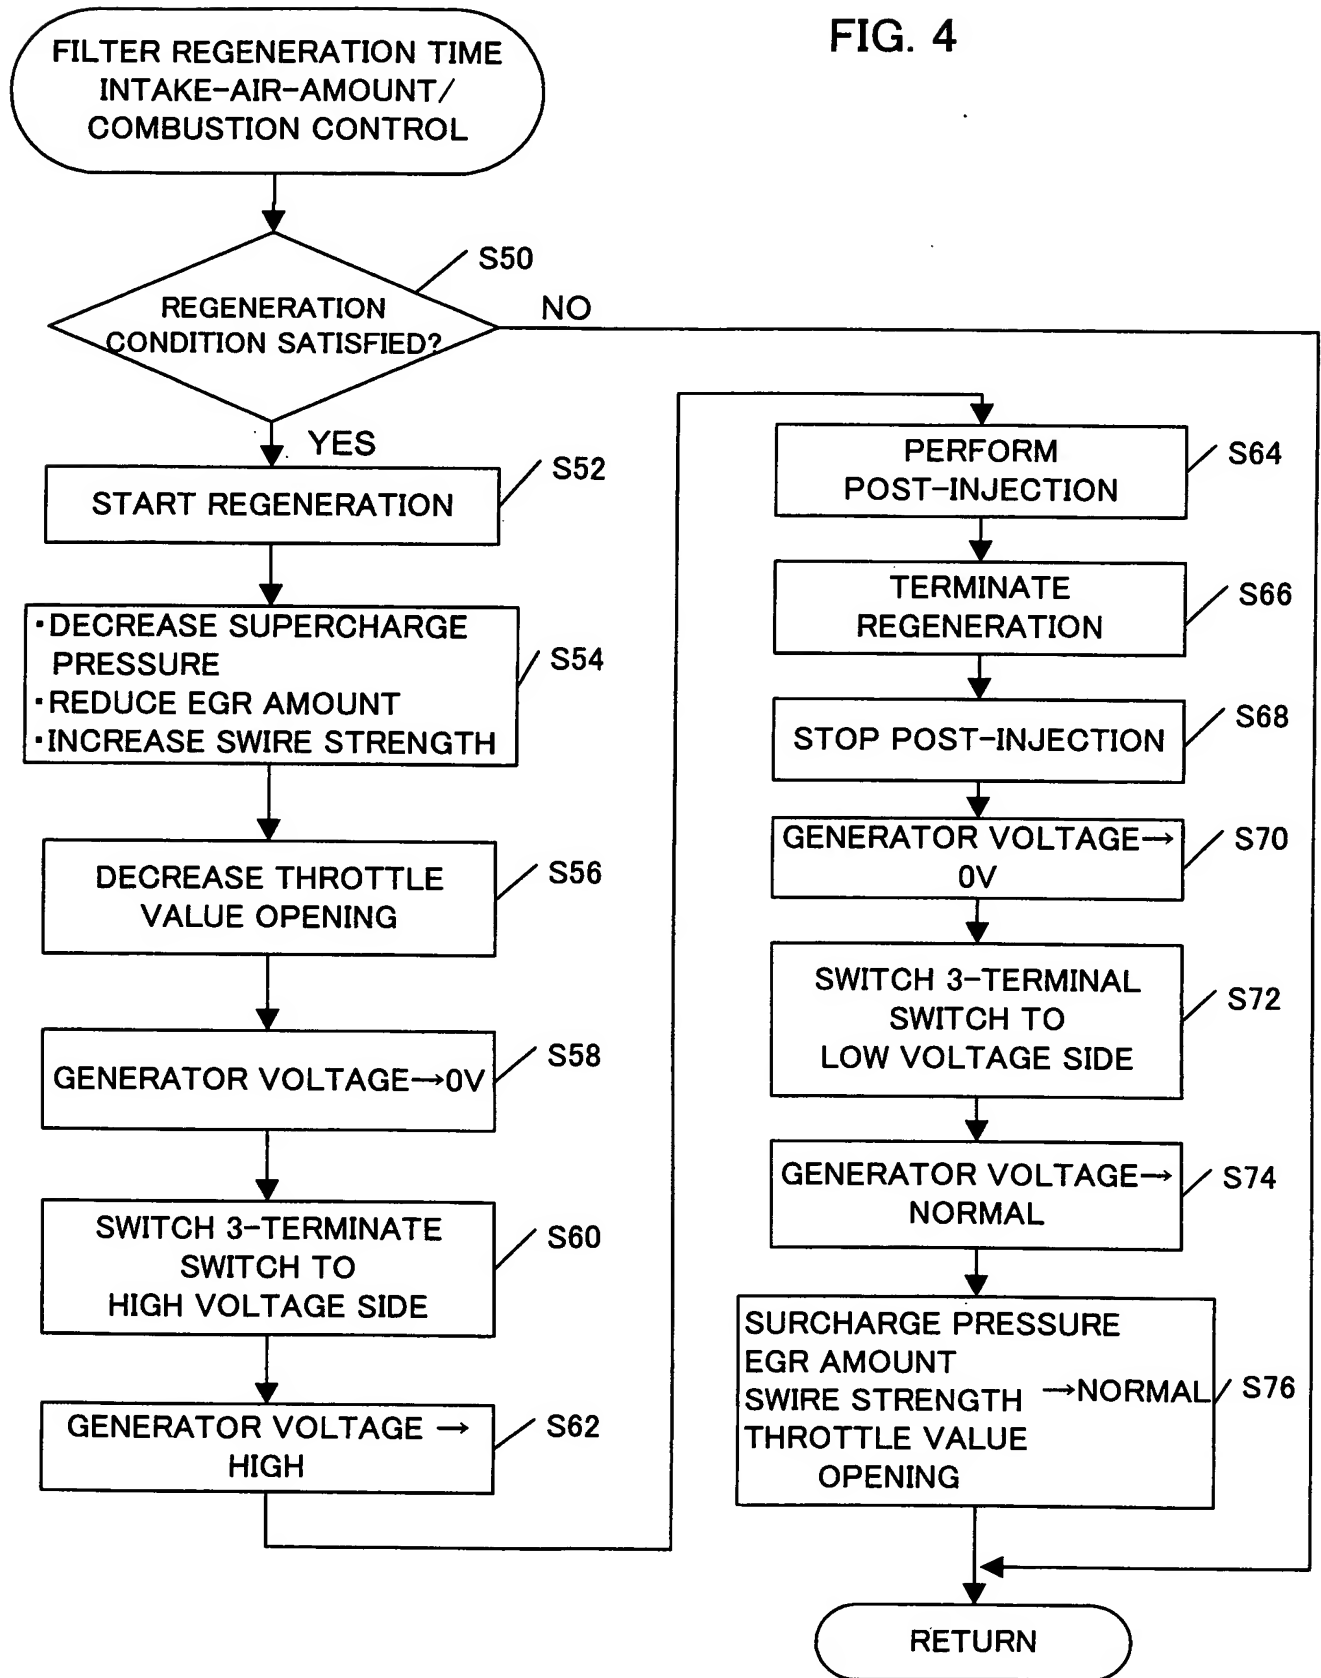 FIG. 4
FILTER REGENERATION TIME
INTAKE-AIR-AMOUNT/
COMBUSTION CONTROL
S50
REGENERATION
CONDITION SATISFIED?
NO
YES
S52
START REGENERATION
·DECREASE SUPERCHARGE
PRESSURE
·REDUCE EGR AMOUNT
·INCREASE SWIRE STRENGTH
S54
DECREASE THROTTLE
VALUE OPENING
S56
GENERATOR VOLTAGE→0V
S58
SWITCH 3-TERMINATE
SWITCH TO
HIGH VOLTAGE SIDE
S60
GENERATOR VOLTAGE →
HIGH
S62
PERFORM
POST-INJECTION
S64
TERMINATE
REGENERATION
S66
STOP POST-INJECTION
S68
GENERATOR VOLTAGE→
0V
S70
SWITCH 3-TERMINAL
SWITCH TO
LOW VOLTAGE SIDE
S72
GENERATOR VOLTAGE→
NORMAL
S74
SURCHARGE PRESSURE
EGR AMOUNT
SWIRE STRENGTH →NORMAL
THROTTLE VALUE
OPENING
S76
RETURN